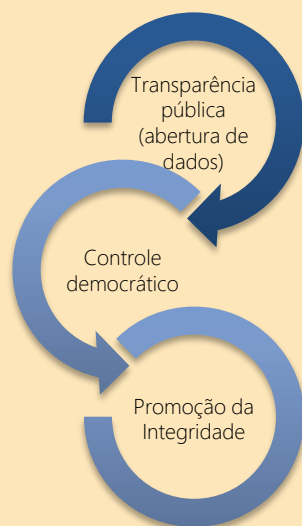 Transparência
pública
(abertura de
dados)
Controle
democrático
Promoção da
Integridade